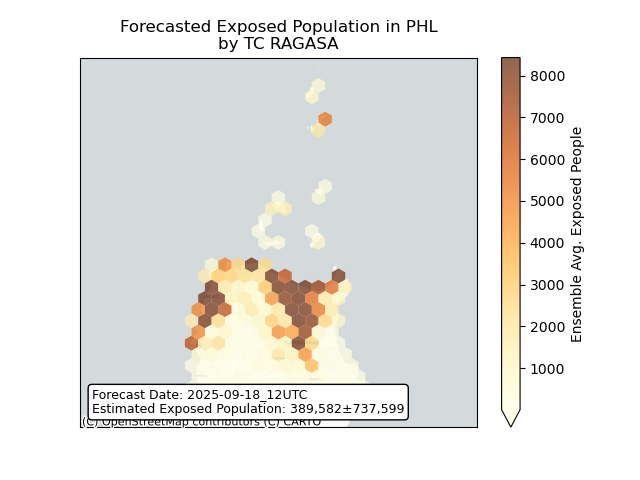 Forecasted Exposed Population in PHL
by TC RAGASA
8000
7000
6000
5000
4000
3000
2000
1000
Ensemble Avg. Exposed People
Forecast Date: 2025-09-18_12UTC
Estimated Exposed Population: 389,582±737,599
(C) OpenStreetMap contributors (C) CARTO